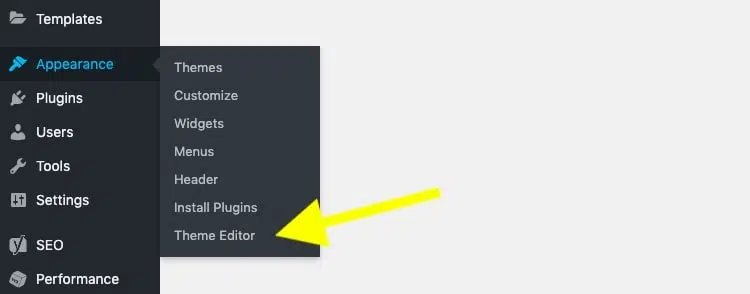 Templates
Appearance
Plugins
Users
Tools
Settings
SEO
Performance
Themes
Customize
Widgets
Menus
Header
Install Plugins
Theme Editor